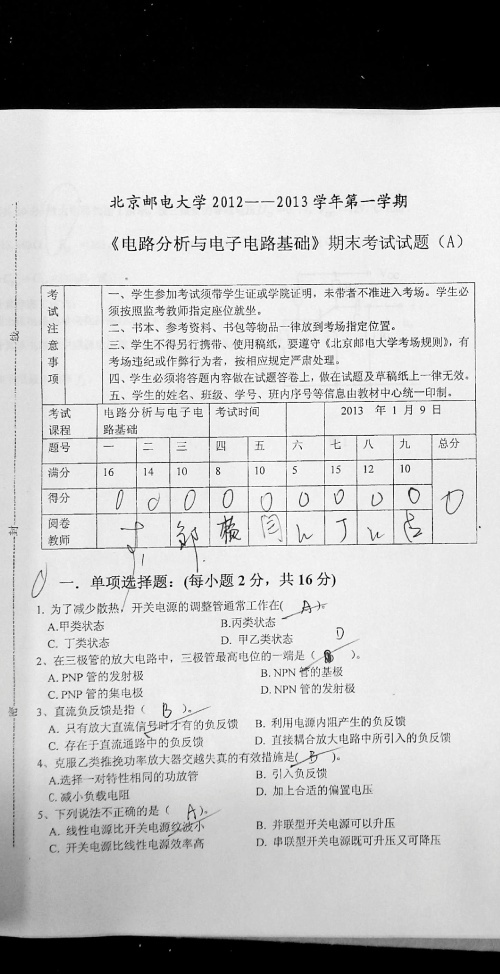 北京邮电大学2012——2013学年第一学期
《电路分析与电子电路基础》期末考试试题（A）
考试注意事项
一、学生参加考试须带学生证或学院证明，未带者不准进入考场。学生必
须按照监考教师指定座位就坐。
二、书本、参考资料、书包等物品一律放到考场指定位置。
三、学生不得另行携带、使用稿纸，要遵守《北京邮电大学考场规则》，有
考场违纪或作弊行为者，按相应规定严肃处理。
四、学生必须将答题内容做在试题答卷上，做在试题及草稿纸上一律无效。
五、学生的姓名、班级、学号、班内序号等信息由教材中心统一印制。
考试课程 电路分析与电子电路基础 考试时间 2013 年 1 月 9 日
题号 一 二 三 四 五 六 七 八 九 总分
满分 16 14 10 8 10 5 15 12 10
得分 0 0 0 0 0 0 0 0 0 0
阅卷教师
0
一．单项选择题：(每小题 2 分，共 16 分)
1. 为了减少散热，开关电源的调整管通常工作在( A )。
A.甲类状态 B.丙类状态
C. 丁类状态 D. 甲乙类状态
D
2、在三极管的放大电路中，三极管最高电位的一端是（ ）。
A. PNP 管的发射极 B. NPN 管的基极
C. PNP 管的集电极 D. NPN 管的发射极
3、直流负反馈是指（ B ）。
A. 只有放大直流信号时才有的负反馈 B. 利用电源内阻产生的负反馈
C. 存在于直流通路中的负反馈 D. 直接耦合放大电路中所引入的负反馈
4、克服乙类推挽功率放大器交越失真的有效措施是( B )。
A.选择一对特性相同的功放管 B. 引入负反馈
C. 减小负载电阻 D. 加上合适的偏置电压
5、下列说法不正确的是（ A ）。
A. 线性电源比开关电源纹波小 B. 并联型开关电源可以升压
C. 开关电源比线性电源效率高 D. 串联型开关电源既可升压又可降压